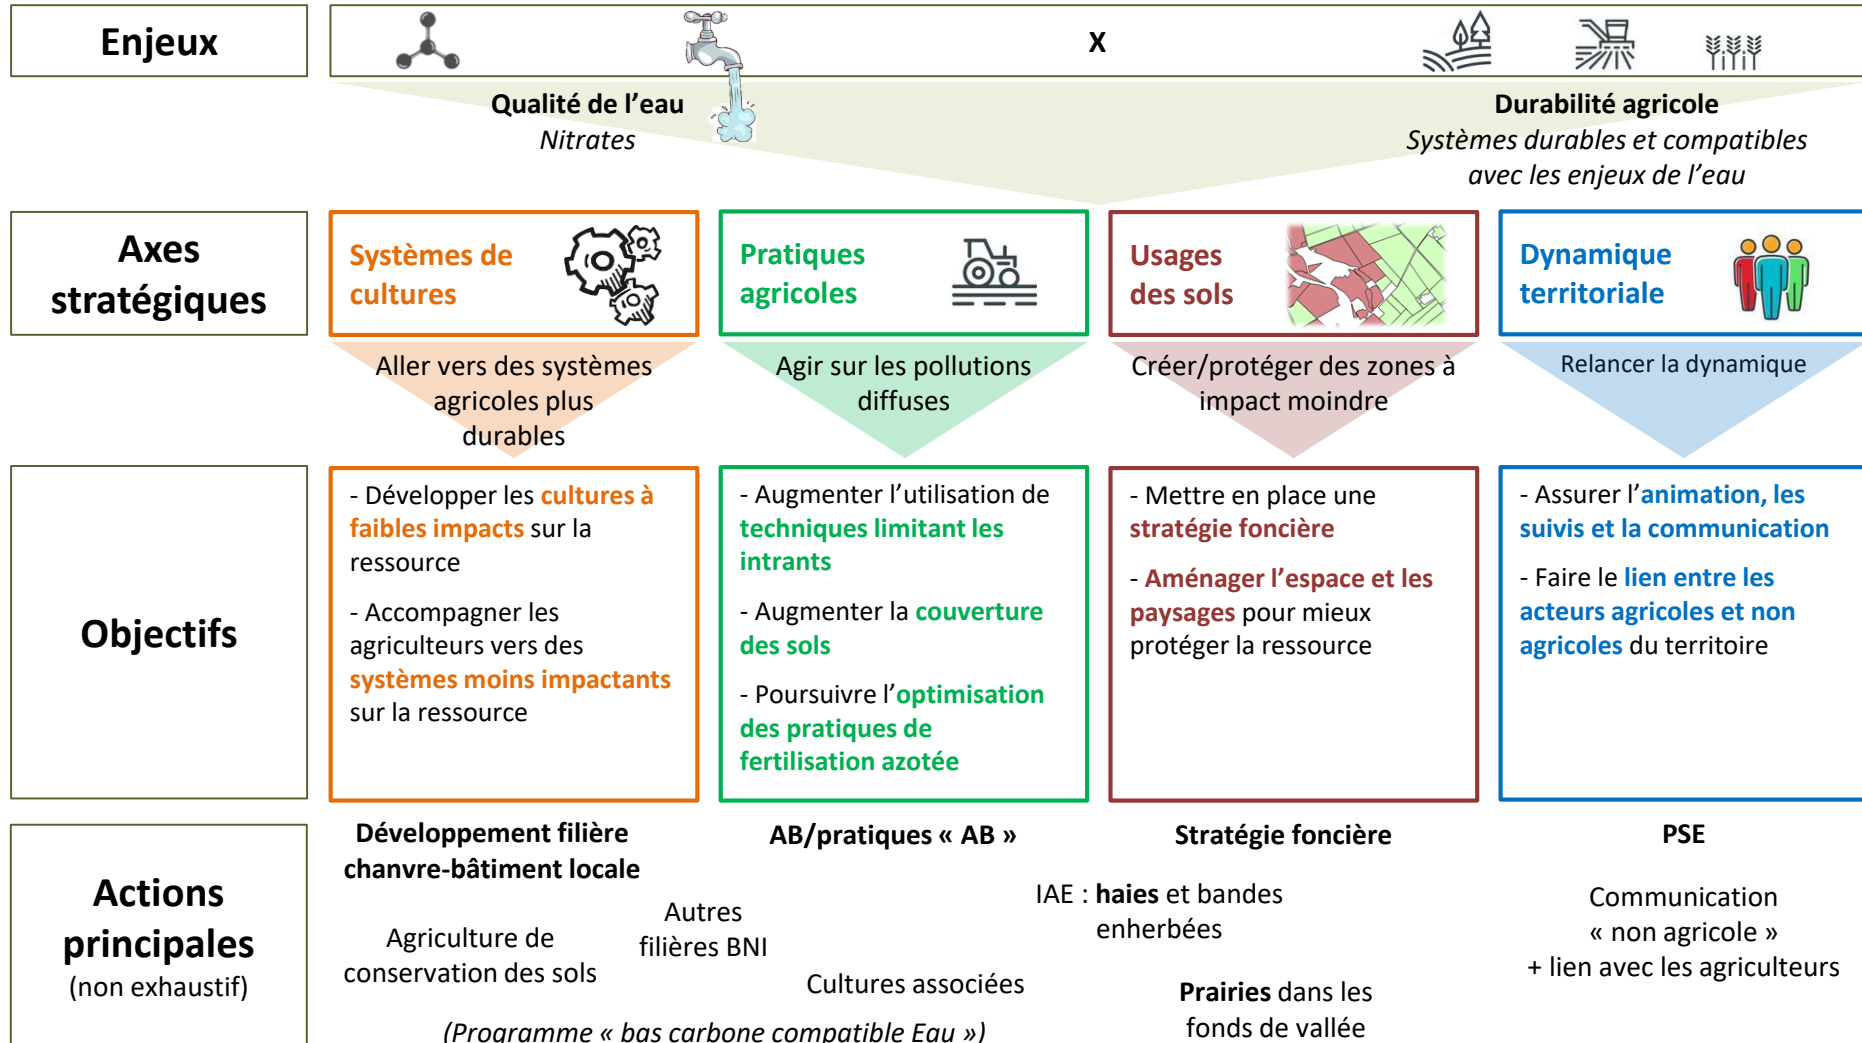 Enjeux
X
Qualité de l’eau
Nitrates
Durabilité agricole
Systèmes durables et compatibles
avec les enjeux de l’eau
Axes
stratégiques
Systèmes de
cultures
Pratiques
agricoles
Usages
des sols
Dynamique
territoriale
Aller vers des systèmes
agricoles plus
durables
Agir sur les pollutions
diffuses
Créer/protéger des zones à
impact moindre
Relancer la dynamique
Objectifs
- Développer les cultures à
faibles impacts sur la
ressource
- Accompagner les
agriculteurs vers des
systèmes moins impactants
sur la ressource
- Augmenter l’utilisation de
techniques limitant les
intrants
- Augmenter la couverture
des sols
- Poursuivre l’optimisation
des pratiques de
fertilisation azotée
- Mettre en place une
stratégie foncière
- Aménager l’espace et les
paysages pour mieux
protéger la ressource
- Assurer l’animation, les
suivis et la communication
- Faire le lien entre les
acteurs agricoles et non
agricoles du territoire
Actions
principales
(non exhaustif)
Développement filière
chanvre-bâtiment locale
AB/pratiques « AB »
Stratégie foncière
PSE
Agriculture de
conservation des sols
Autres
filières BNI
Cultures associées
IAE : haies et bandes
enherbées
Prairies dans les
fonds de vallée
Communication
« non agricole »
+ lien avec les agriculteurs
(Programme « bas carbone compatible Eau »)